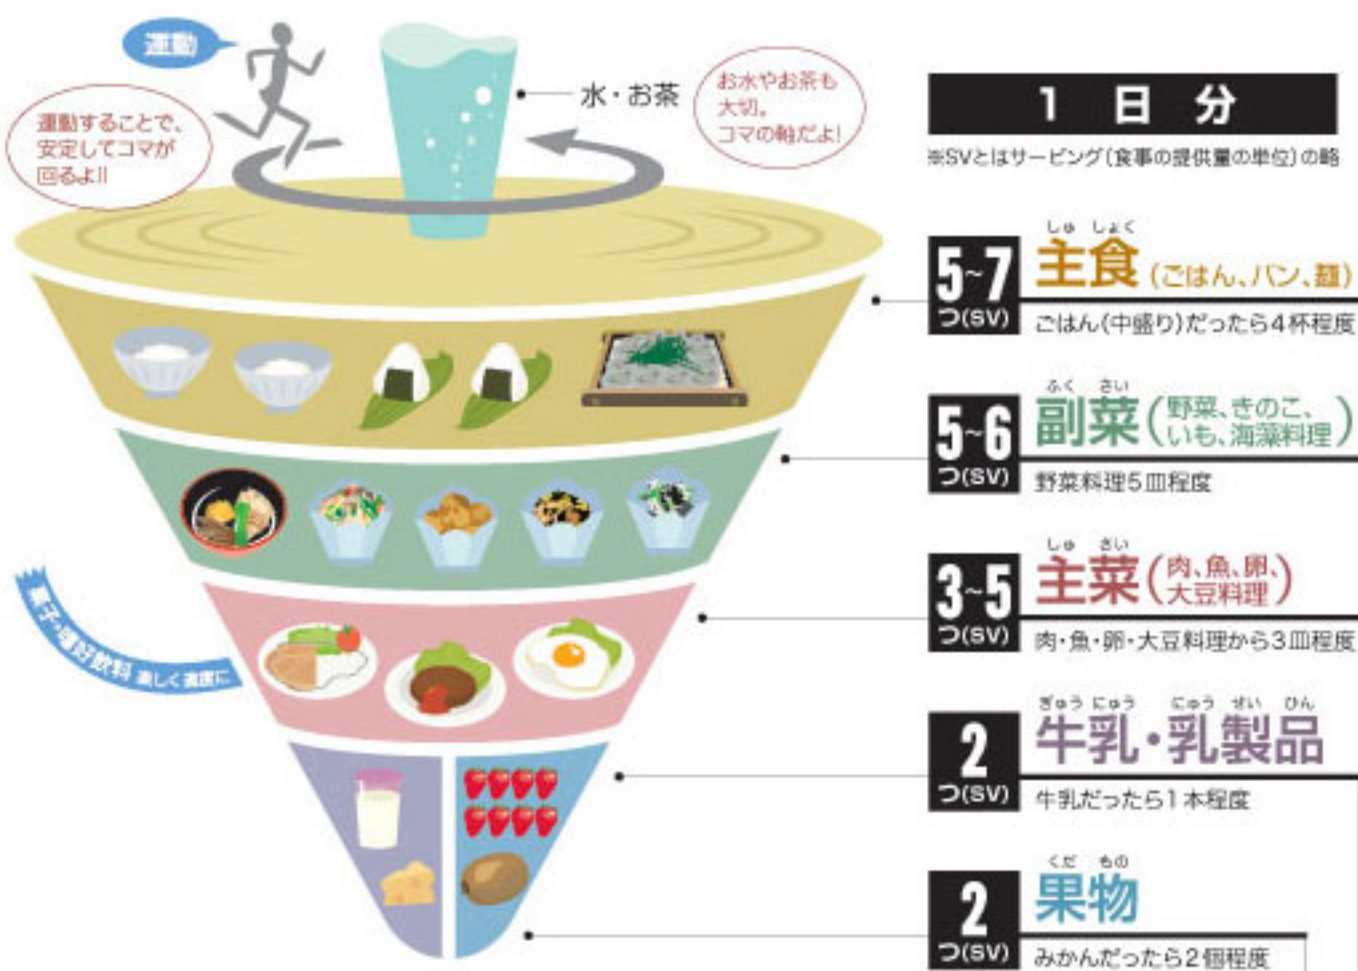 運動
運動することで、
安定してコマが
回るよ!!
水・お茶
お水やお茶も
大切。
コマの軸だよ!
菓子・嗜好飲料 楽しく適度に
1日分
※SVとはサービング(食事の提供量の単位)の略
5~7
つ(SV)
しゅ しょく
主食(ごはん、パン、麺)
ごはん(中盛り)だったら4杯程度
5~6
つ(SV)
ふく さい
副菜(野菜、きのこ、
いも、海藻料理)
野菜料理5皿程度
3~5
つ(SV)
しゅ さい
主菜(肉、魚、卵、
大豆料理)
肉・魚・卵・大豆料理から3皿程度
2
つ(SV)
ぎゅう にゅう にゅう せい ひん
牛乳・乳製品
牛乳だったら1本程度
2
つ(SV)
くだ もの
果物
みかんだったら2個程度